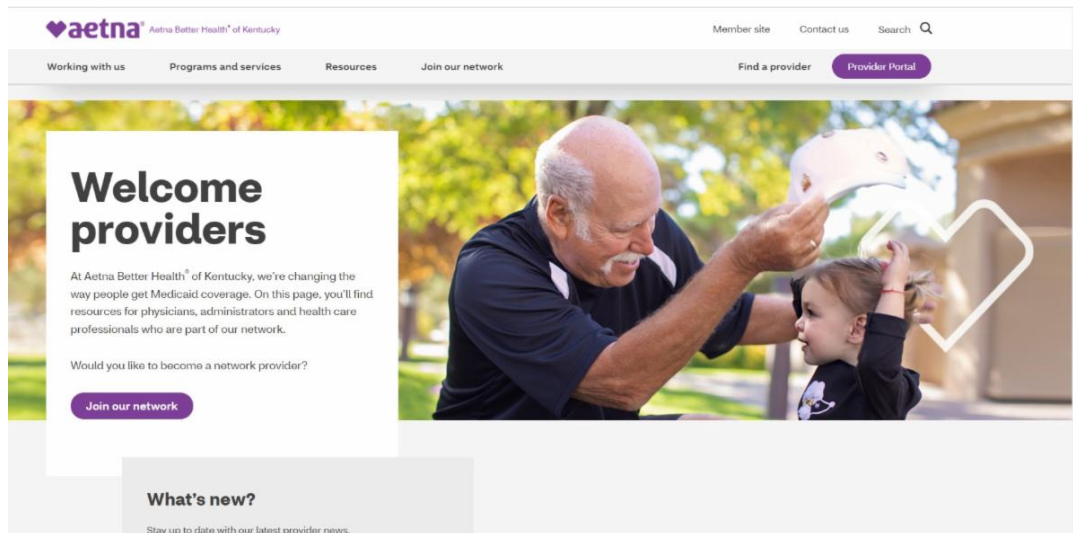 aetna® Aetna Better Health® of Kentucky
Member site Contact us Search
Working with us Programs and services Resources Join our network Find a provider Provider Portal
Welcome
providers
At Aetna Better Health® of Kentucky, we're changing the
way people get Medicaid coverage. On this page, you'll find
resources for physicians, administrators and health care
professionals who are part of our network.
Would you like to become a network provider?
Join our network
What's new?
Stay up to date with our latest provider news.